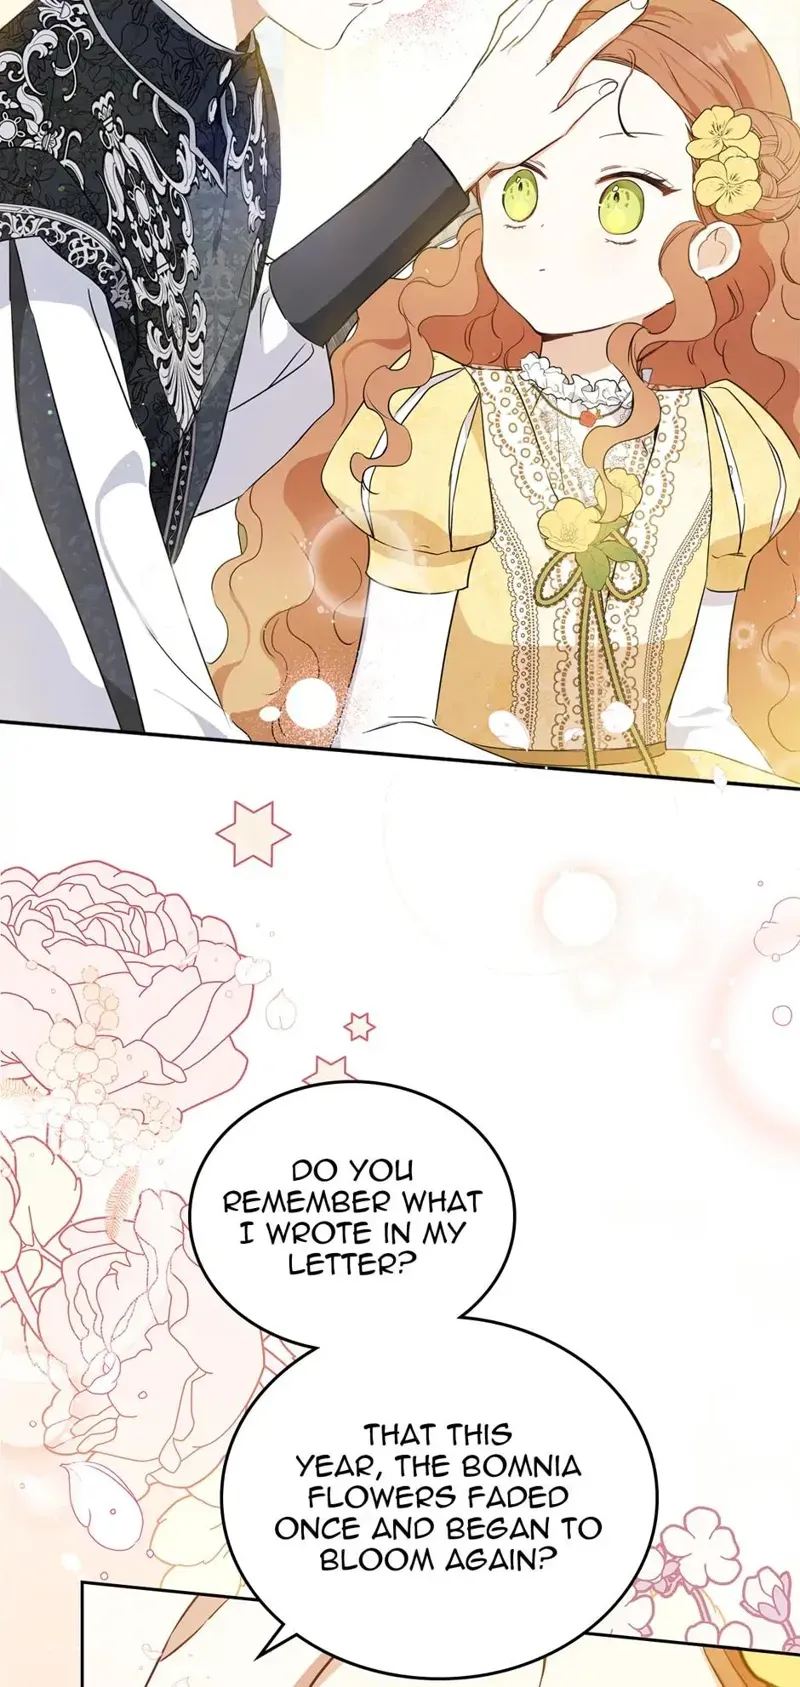 DO YOU
REMEMBER WHAT
I WROTE IN MY
LETTER?
THAT THIS
YEAR, THE BOMNIA
FLOWERS FADED
ONCE AND BEGAN TO
BLOOM AGAIN?